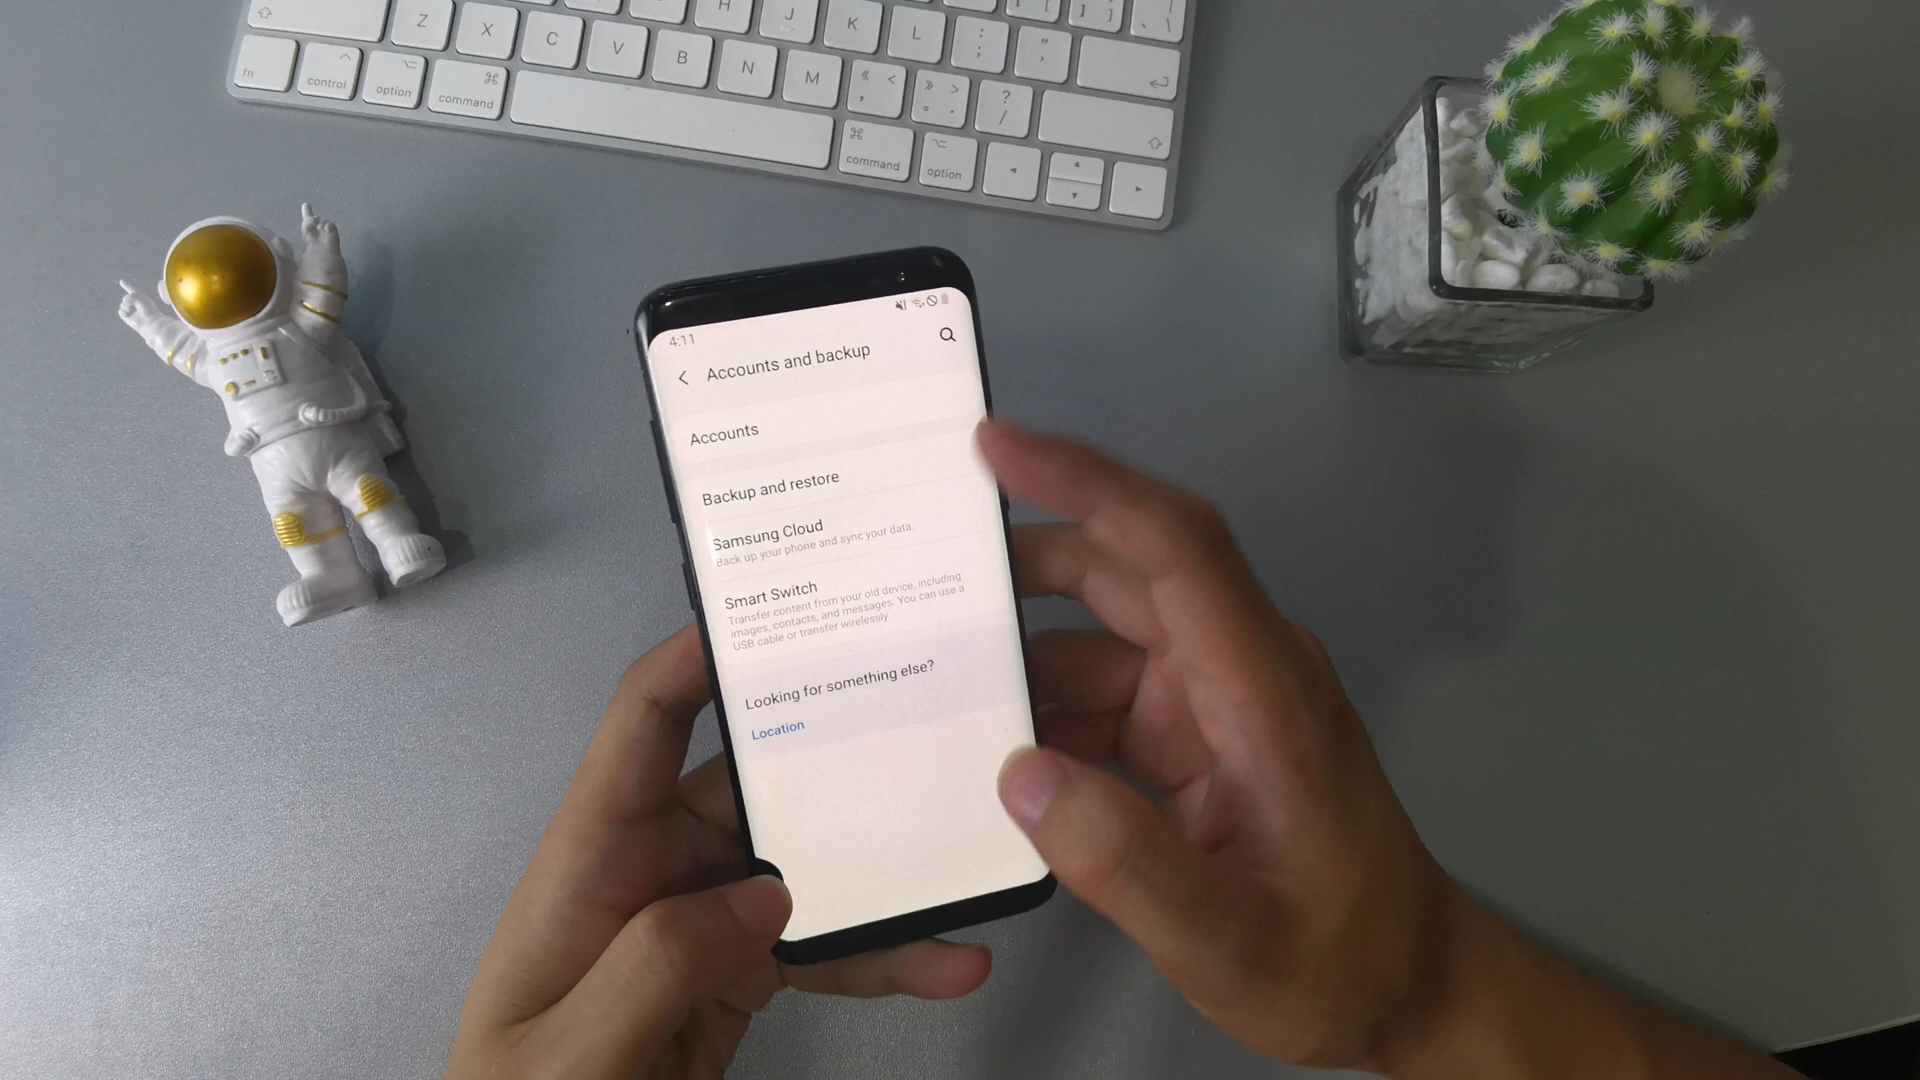 H J K L : ; " '
Z X C V B N M « < , » > . ? /
fn control option ⌘ command ⌘ command option
4:11
Accounts and backup
Accounts
Backup and restore
Samsung Cloud
Back up your phone and sync your data.
Smart Switch
Transfer content from your old device, including
images, contacts, and messages. You can use a
USB cable or transfer wirelessly.
Looking for something else?
Location